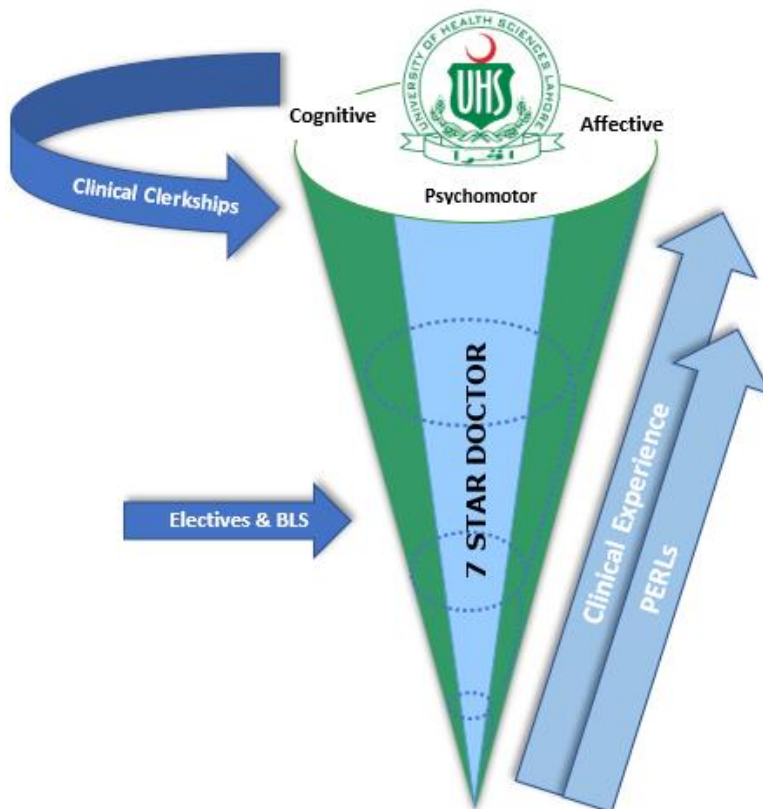 UNIVERSITY OF HEALTH SCIENCES LAHORE
UHS
Cognitive
Affective
Psychomotor
Clinical Clerkships
7 STAR DOCTOR
Electives & BLS
Clinical Experience
PERLs